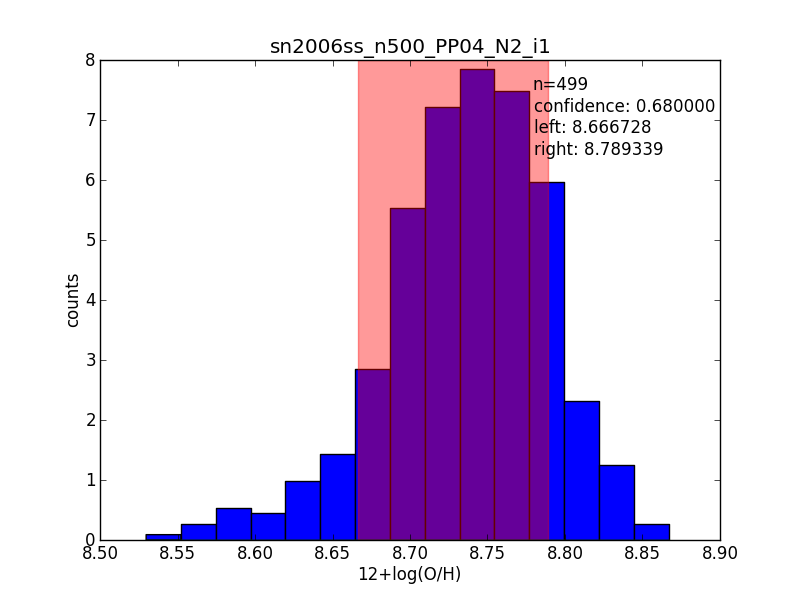 sn2006ss_n500_PP04_N2_i1
n=499
confidence: 0.680000
left: 8.666728
right: 8.789339
counts
8
7
6
5
4
3
2
1
0
8.50 8.55 8.60 8.65 8.70 8.75 8.80 8.85 8.90
12+log(O/H)